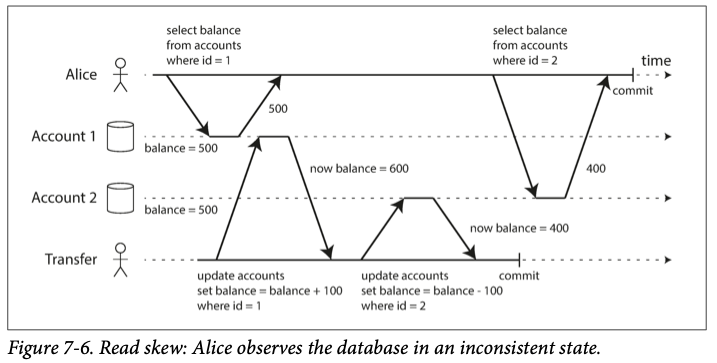 select balance
from accounts
where id = 1
select balance
from accounts
where id = 2
time
Alice
commit
500
Account 1
balance = 500
now balance = 600
400
Account 2
balance = 500
now balance = 400
Transfer
update accounts
set balance = balance + 100
where id = 1
update accounts
set balance = balance - 100
where id = 2
commit
Figure 7-6. Read skew: Alice observes the database in an inconsistent state.